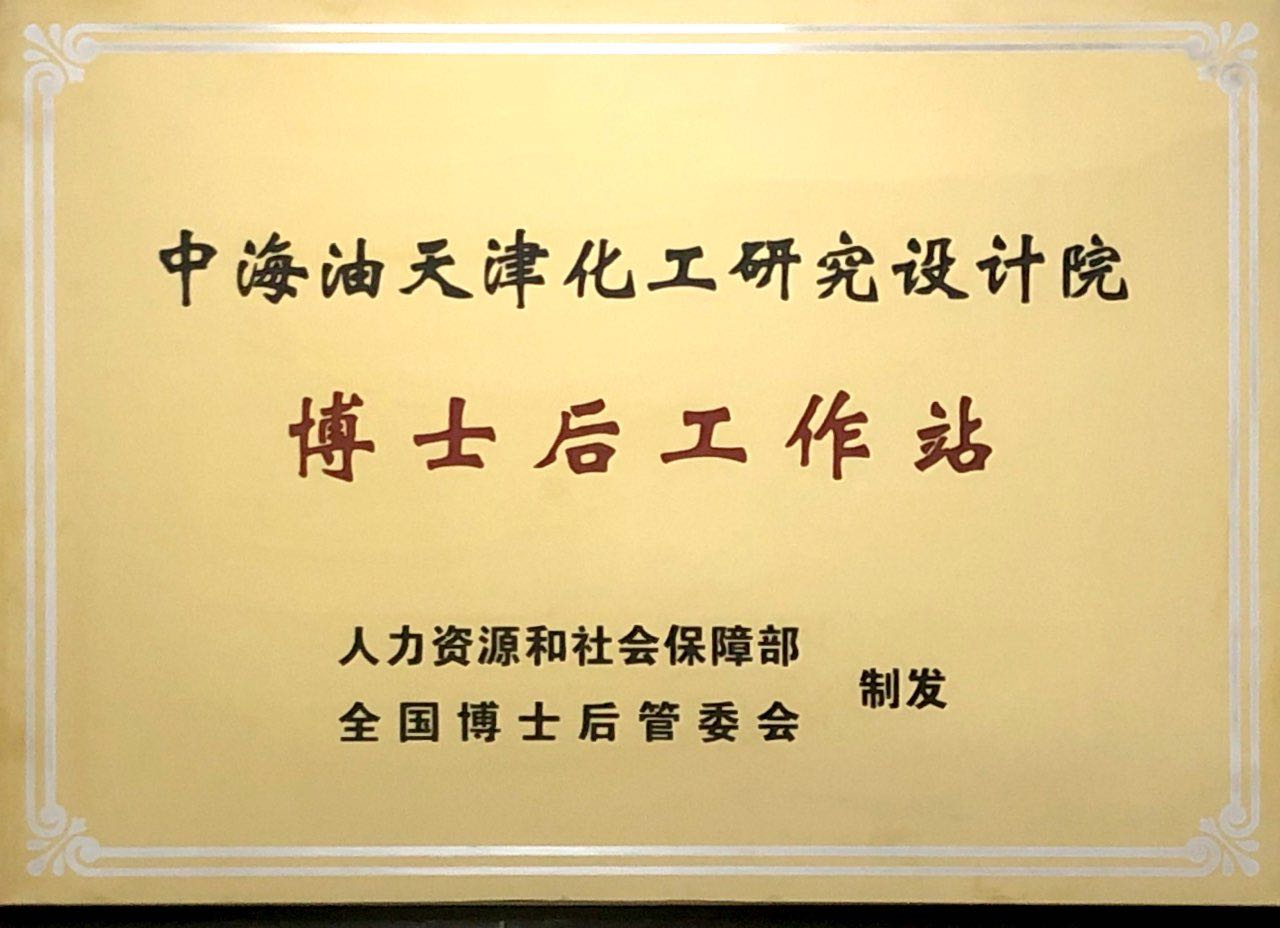 中海油天津化工研究设计院
博士后工作站
人力资源和社会保障部
全国博士后管委会
制发